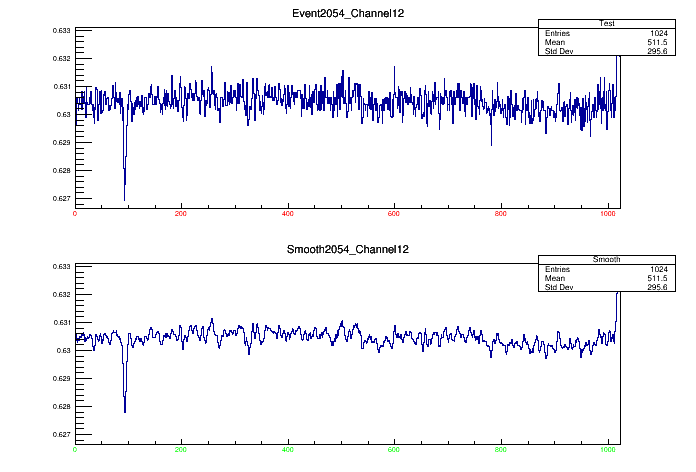 Event2054_Channel12
Test
Entries 1024
Mean 511.5
Std Dev 295.6
0.633
0.632
0.631
0.63
0.629
0.628
0.627
0 200 400 600 800 1000
Smooth2054_Channel12
Smooth
Entries 1024
Mean 511.5
Std Dev 295.6
0.633
0.632
0.631
0.63
0.629
0.628
0.627
0 200 400 600 800 1000